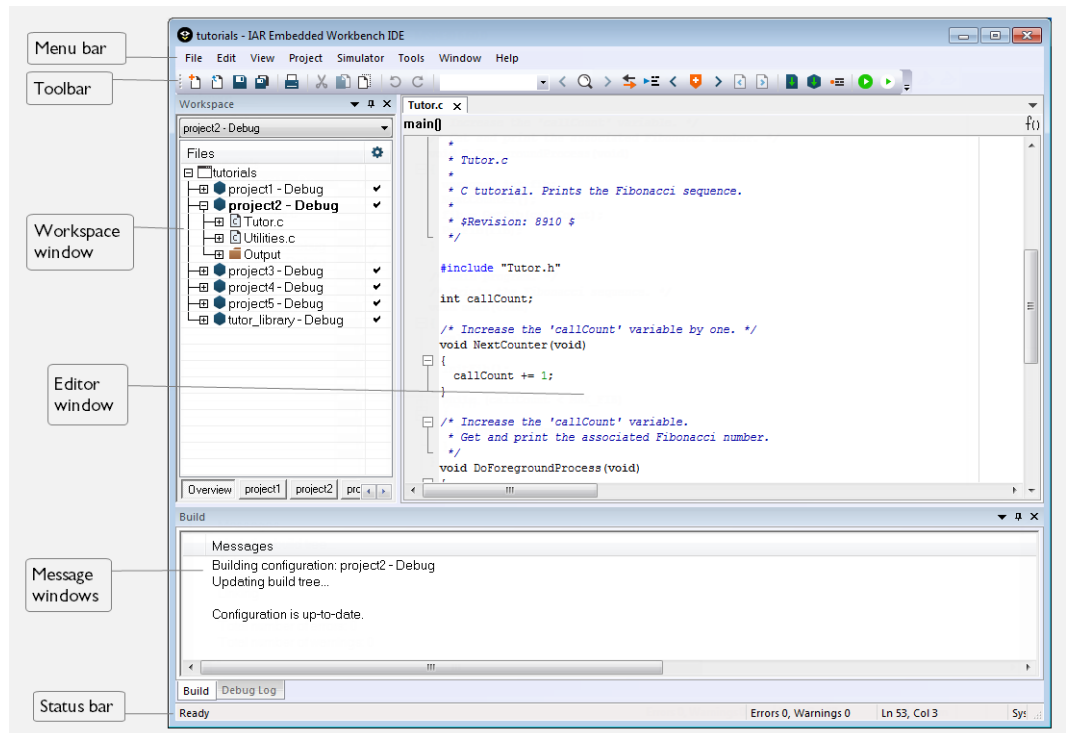 tutorials - IAR Embedded Workbench IDE
Menu bar
File Edit View Project Simulator Tools Window Help
Toolbar
Workspace
Tutor.c
project2 - Debug
main()
f()
Files
tutorials
project1 - Debug
project2 - Debug
Tutor.c
Utilities.c
Output
project3 - Debug
project4 - Debug
project5 - Debug
tutor_library - Debug
Workspace
window
Editor
window
*
* Tutor.c
*
* C tutorial. Prints the Fibonacci sequence.
*
* $Revision: 8910 $
*/
#include "Tutor.h"
int callCount;
/* Increase the 'callCount' variable by one. */
void NextCounter(void)
{
callCount += 1;
}
/* Increase the 'callCount' variable.
* Get and print the associated Fibonacci number.
*/
void DoForegroundProcess(void)
Overview project1 project2 prc
Build
Messages
Building configuration: project2 - Debug
Updating build tree...
Configuration is up-to-date.
Message
windows
Build Debug Log
Status bar
Ready Errors 0, Warnings 0 Ln 53, Col 3 Sys